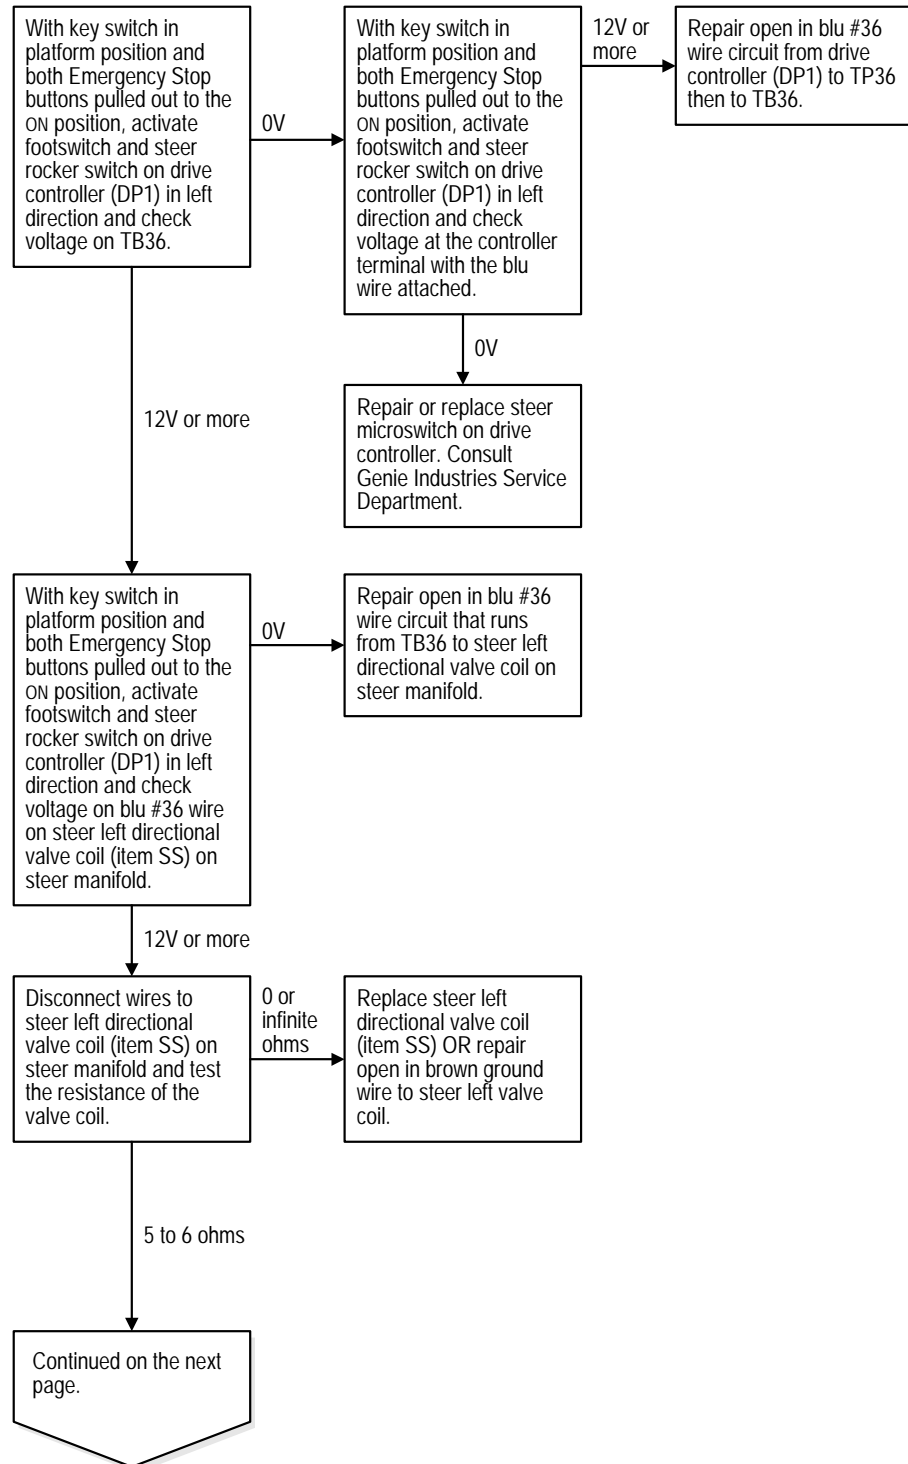 With key switch in
platform position and
both Emergency Stop
buttons pulled out to the
ON position, activate
footswitch and steer
rocker switch on drive
controller (DP1) in left
direction and check
voltage on TB36.
0V
With key switch in
platform position and
both Emergency Stop
buttons pulled out to the
ON position, activate
footswitch and steer
rocker switch on drive
controller (DP1) in left
direction and check
voltage at the controller
terminal with the blu
wire attached.
12V or
more
Repair open in blu #36
wire circuit from drive
controller (DP1) to TP36
then to TB36.
0V
Repair or replace steer
microswitch on drive
controller. Consult
Genie Industries Service
Department.
12V or more
With key switch in
platform position and
both Emergency Stop
buttons pulled out to the
ON position, activate
footswitch and steer
rocker switch on drive
controller (DP1) in left
direction and check
voltage on blu #36 wire
on steer left directional
valve coil (item SS) on
steer manifold.
0V
Repair open in blu #36
wire circuit that runs
from TB36 to steer left
directional valve coil on
steer manifold.
12V or more
Disconnect wires to
steer left directional
valve coil (item SS) on
steer manifold and test
the resistance of the
valve coil.
0 or
infinite
ohms
Replace steer left
directional valve coil
(item SS) OR repair
open in brown ground
wire to steer left valve
coil.
5 to 6 ohms
Continued on the next
page.